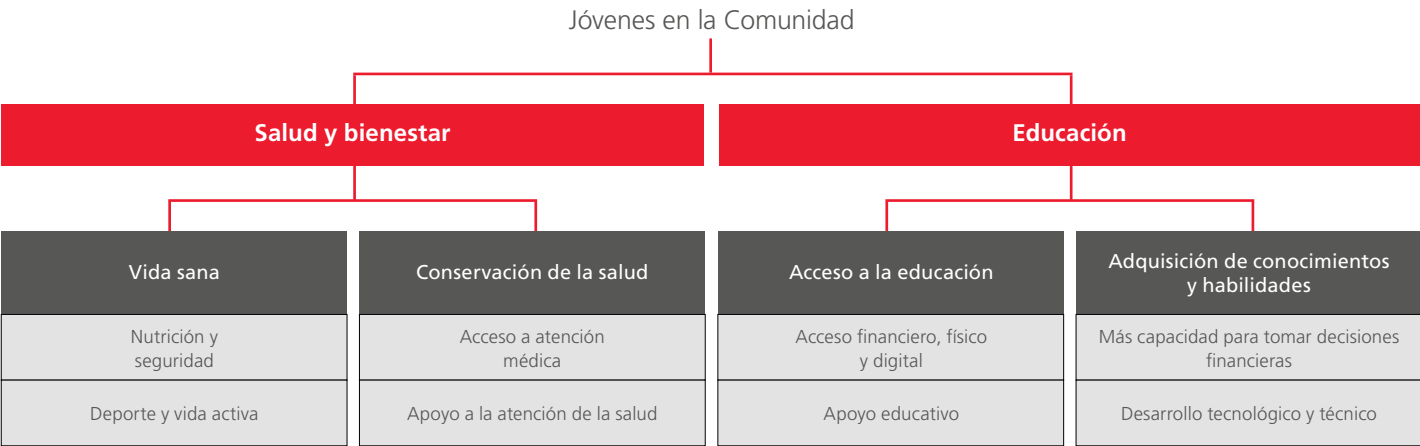 Jóvenes en la Comunidad
Salud y bienestar
Educación
Vida sana
Conservación de la salud
Acceso a la educación
Adquisición de conocimientos
y habilidades
Nutrición y
seguridad
Acceso a atención
médica
Acceso financiero, físico
y digital
Más capacidad para tomar decisiones
financieras
Deporte y vida activa
Apoyo a la atención de la salud
Apoyo educativo
Desarrollo tecnológico y técnico